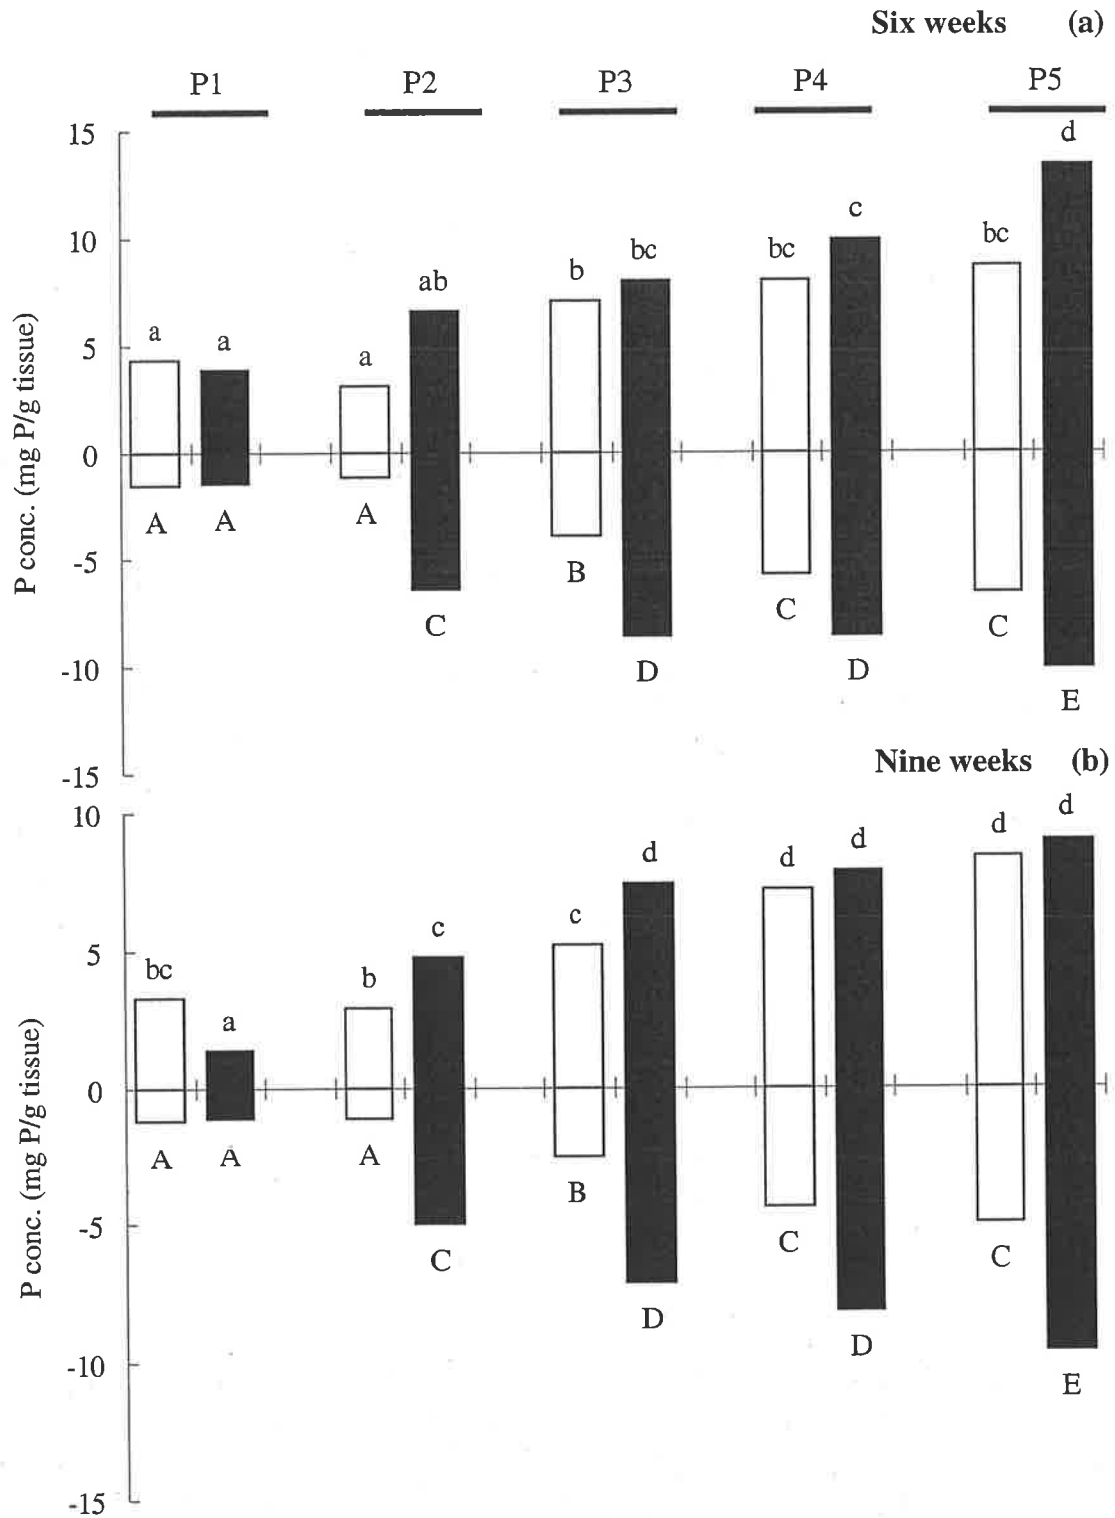 Six weeks (a)
P1 P2 P3 P4 P5
15
10
5
0
-5
-10
-15
P conc. (mg P/g tissue)
a a a ab b bc bc c bc d
A A A C B D C D C E
Nine weeks (b)
10
5
0
-5
-10
-15
P conc. (mg P/g tissue)
bc a b c c d d d d d
A A A C B D C D C E